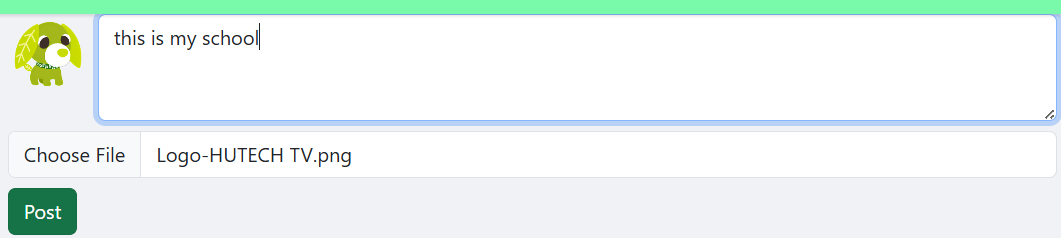 this is my school
Choose File Logo-HUTECH TV.png
Post